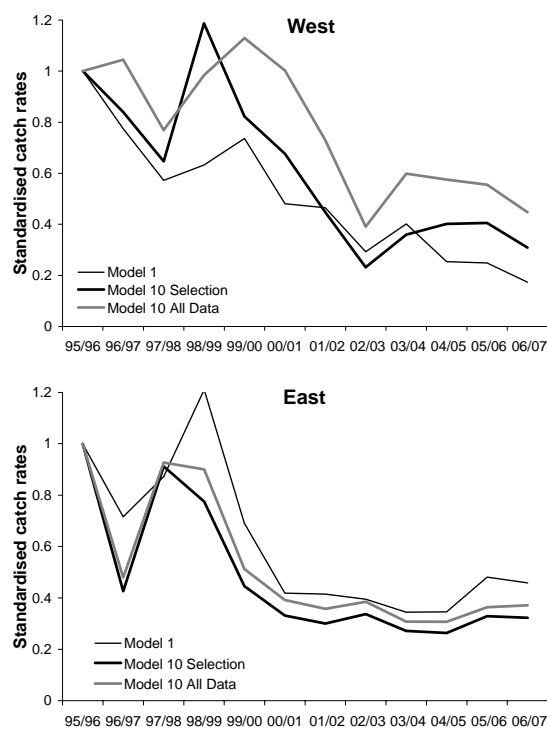 West
Standardised catch rates
1.2
1
0.8
0.6
0.4
0.2
0
Model 1
Model 10 Selection
Model 10 All Data
95/96 96/97 97/98 98/99 99/00 00/01 01/02 02/03 03/04 04/05 05/06 06/07
East
Standardised catch rates
1.2
1
0.8
0.6
0.4
0.2
0
Model 1
Model 10 Selection
Model 10 All Data
95/96 96/97 97/98 98/99 99/00 00/01 01/02 02/03 03/04 04/05 05/06 06/07